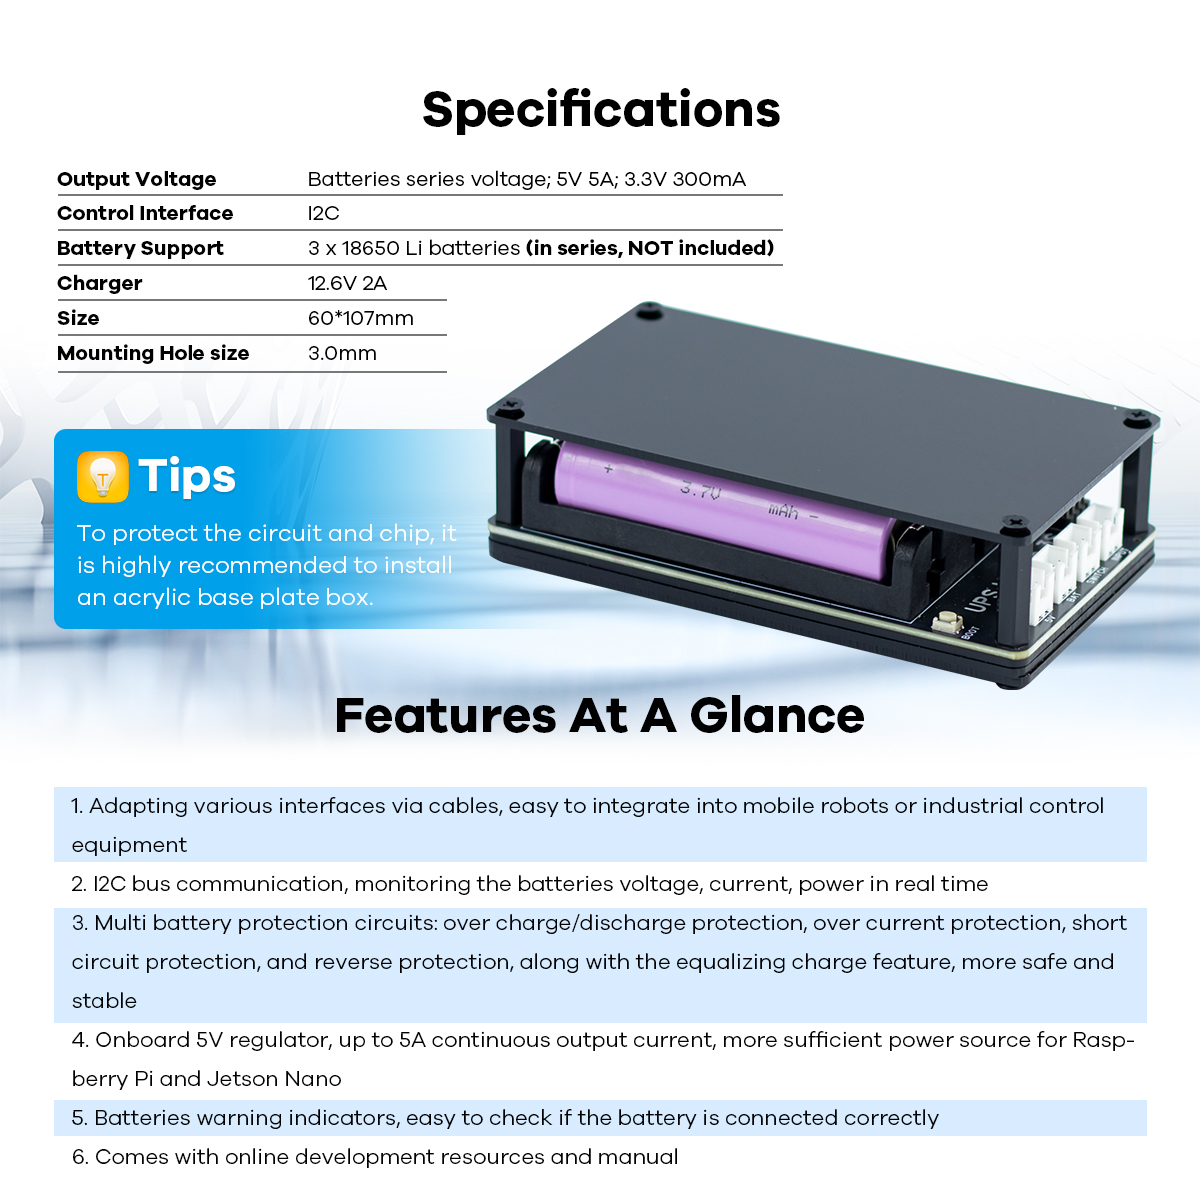 Specifications
Output Voltage Batteries series voltage; 5V 5A; 3.3V 300mA
Control Interface I2C
Battery Support 3 x 18650 Li batteries (in series, NOT included)
Charger 12.6V 2A
Size 60*107mm
Mounting Hole size 3.0mm
T Tips
To protect the circuit and chip, it
is highly recommended to install
an acrylic base plate box.
+ 3.7V mAh -
UPS
BOOT
5V
BAT
SWITCH
Features At A Glance
1. Adapting various interfaces via cables, easy to integrate into mobile robots or industrial control
equipment
2. I2C bus communication, monitoring the batteries voltage, current, power in real time
3. Multi battery protection circuits: over charge/discharge protection, over current protection, short
circuit protection, and reverse protection, along with the equalizing charge feature, more safe and
stable
4. Onboard 5V regulator, up to 5A continuous output current, more sufficient power source for Rasp-
berry Pi and Jetson Nano
5. Batteries warning indicators, easy to check if the battery is connected correctly
6. Comes with online development resources and manual